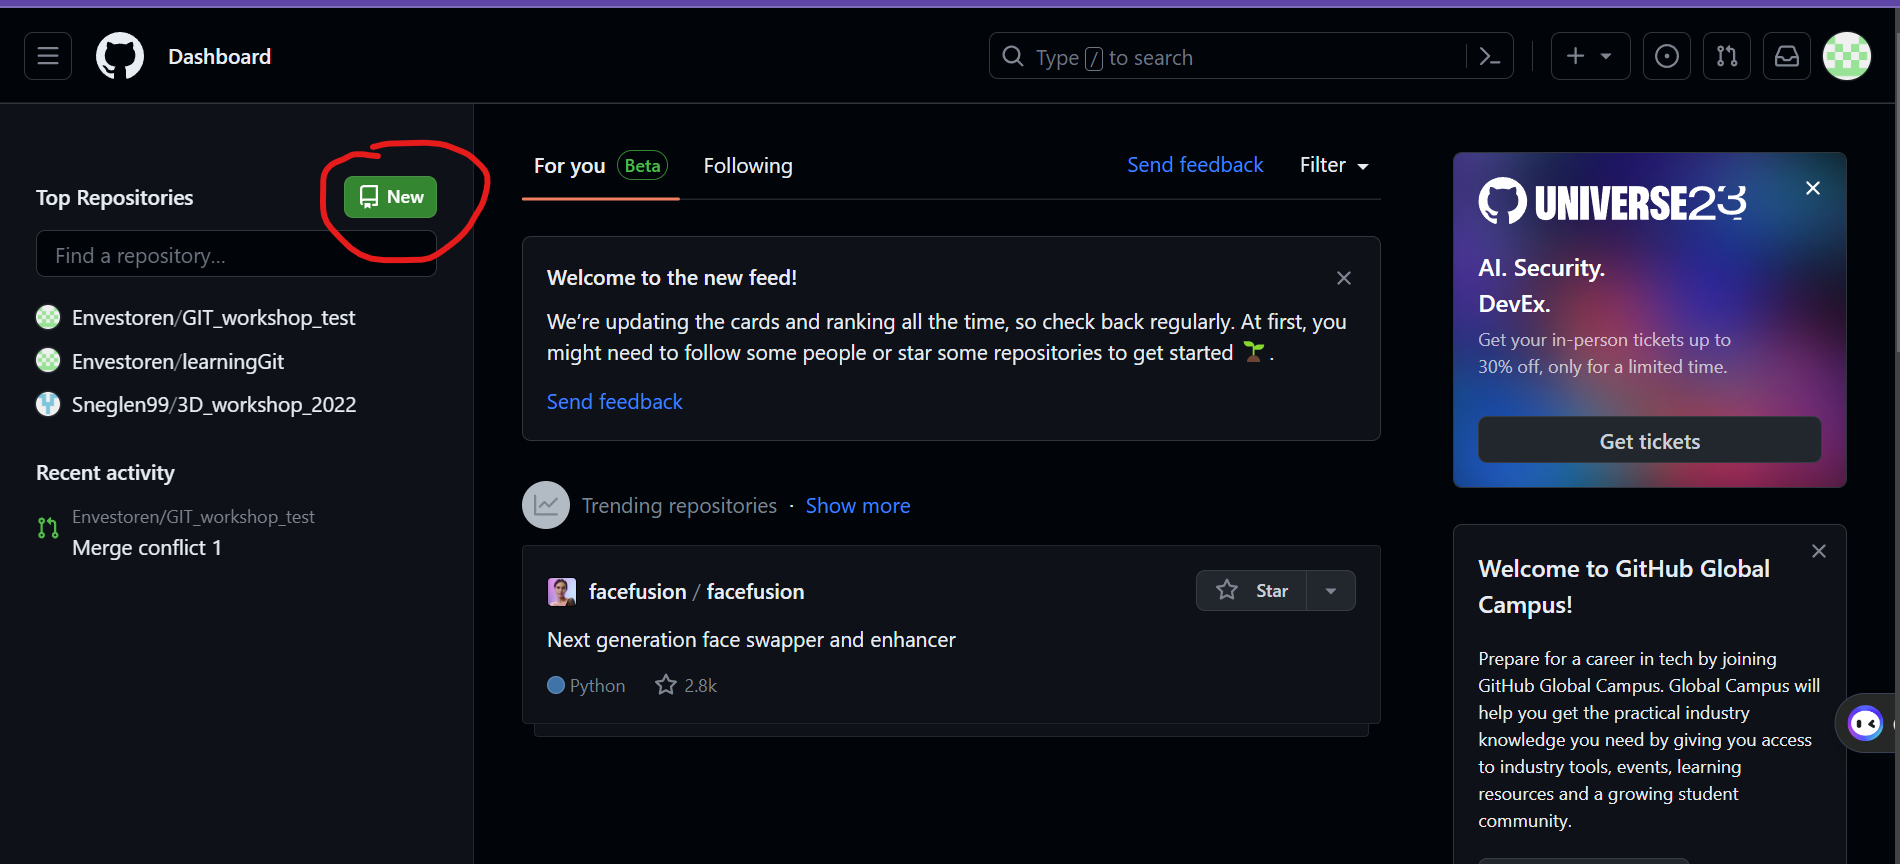 Dashboard
Type / to search
Top Repositories
New
Find a repository...
Envestoren/GIT_workshop_test
Envestoren/learningGit
Sneglen99/3D_workshop_2022
Recent activity
Envestoren/GIT_workshop_test
Merge conflict 1
For you Beta Following
Send feedback Filter
Welcome to the new feed!
We’re updating the cards and ranking all the time, so check back regularly. At first, you
might need to follow some people or star some repositories to get started 🌱 .
Send feedback
Trending repositories · Show more
facefusion / facefusion
Star
Next generation face swapper and enhancer
Python 2.8k
UNIVERSE23
AI. Security.
DevEx.
Get your in-person tickets up to
30% off, only for a limited time.
Get tickets
Welcome to GitHub Global
Campus!
Prepare for a career in tech by joining
GitHub Global Campus. Global Campus will
help you get the practical industry
knowledge you need by giving you access
to industry tools, events, learning
resources and a growing student
community.